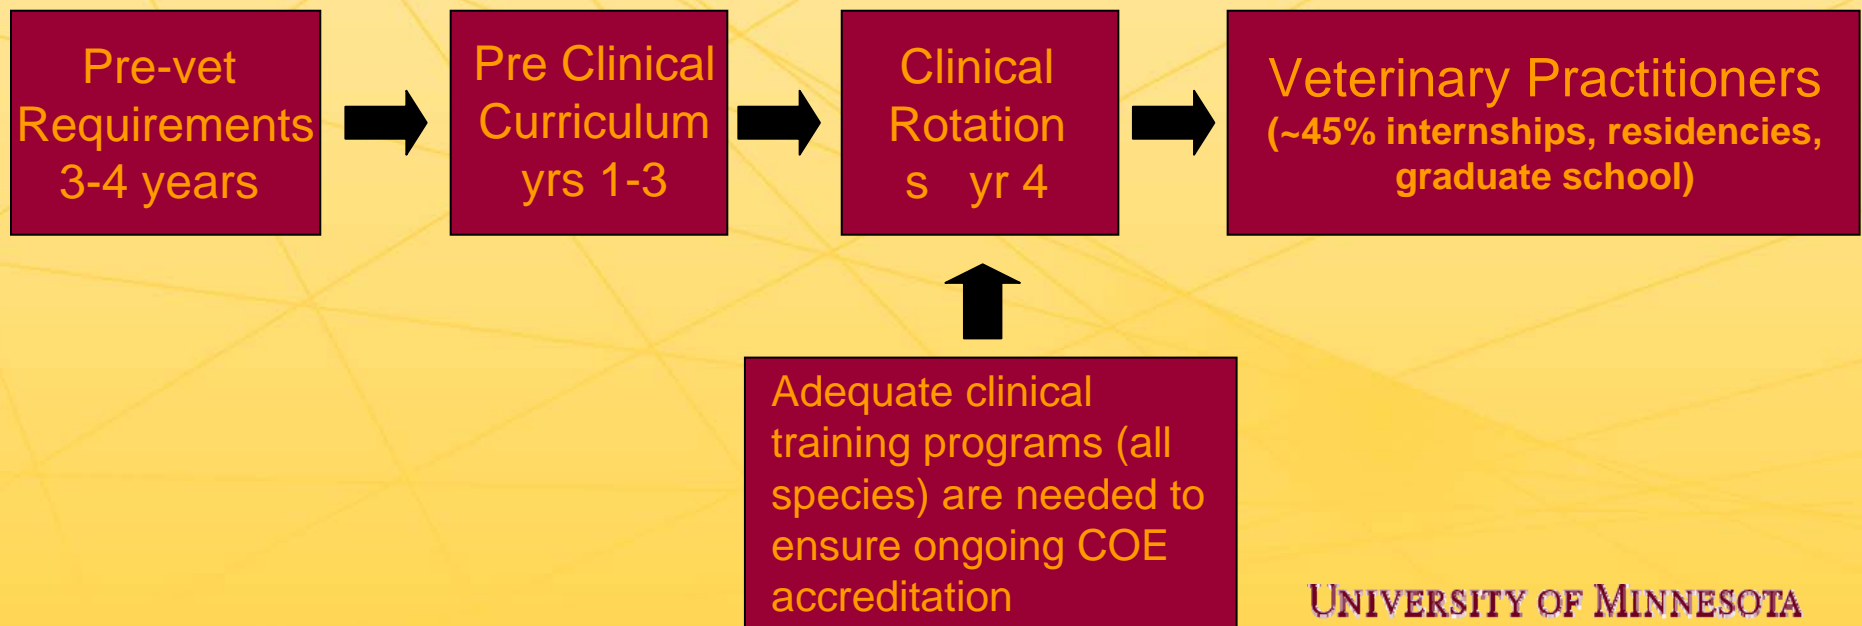 Pre-vet
Requirements
3-4 years
Pre Clinical
Curriculum
yrs 1-3
Clinical
Rotation
s yr 4
Veterinary Practitioners
(~45% internships, residencies,
graduate school)
Adequate clinical
training programs (all
species) are needed to
ensure ongoing COE
accreditation
UNIVERSITY OF MINNESOTA